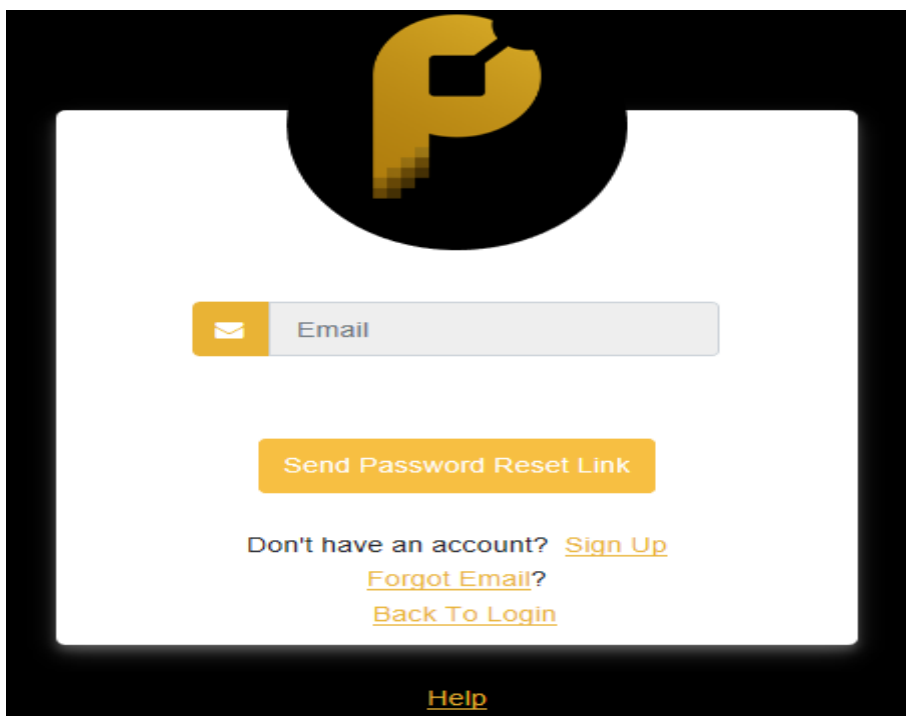 Email
Send Password Reset Link
Don't have an account? Sign Up
Forgot Email?
Back To Login
Help